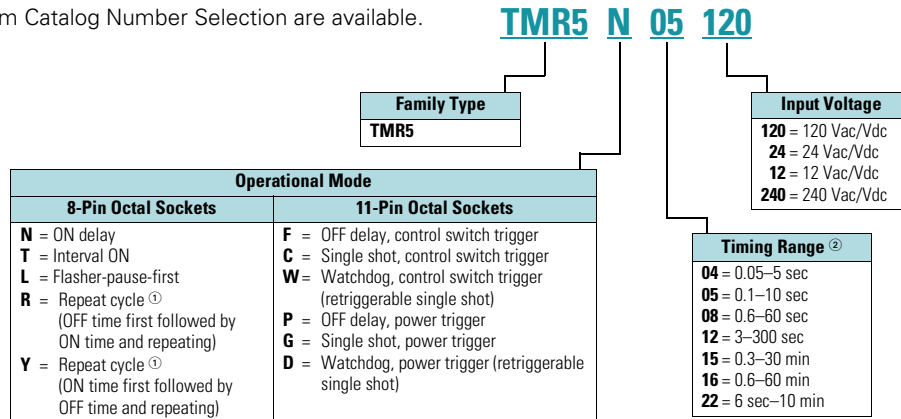 m Catalog Number Selection are available.
TMR5 N 05 120
Family Type
TMR5
Input Voltage
120 = 120 Vac/Vdc
24 = 24 Vac/Vdc
12 = 12 Vac/Vdc
240 = 240 Vac/Vdc
Operational Mode
8-Pin Octal Sockets
N = ON delay
T = Interval ON
L = Flasher-pause-first
R = Repeat cycle ①
(OFF time first followed by
ON time and repeating)
Y = Repeat cycle ①
(ON time first followed by
OFF time and repeating)
11-Pin Octal Sockets
F = OFF delay, control switch trigger
C = Single shot, control switch trigger
W = Watchdog, control switch trigger
(retriggerable single shot)
P = OFF delay, power trigger
G = Single shot, power trigger
D = Watchdog, power trigger (retriggerable
single shot)
Timing Range ②
04 = 0.05–5 sec
05 = 0.1–10 sec
08 = 0.6–60 sec
12 = 3–300 sec
15 = 0.3–30 min
16 = 0.6–60 min
22 = 6 sec–10 min